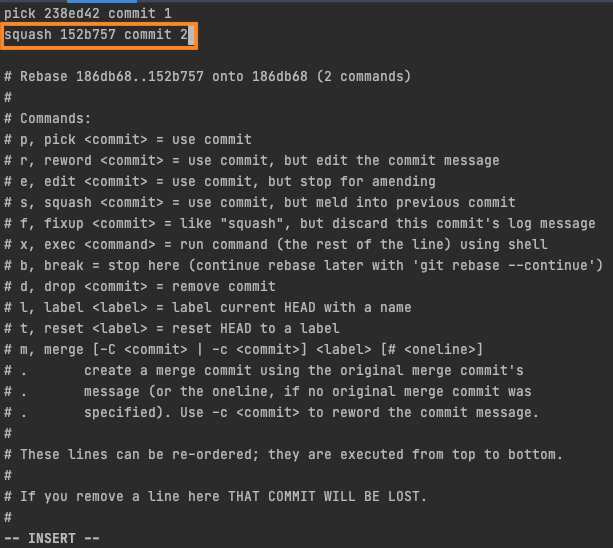 pick 238ed42 commit 1
squash 152b757 commit 2
# Rebase 186db68..152b757 onto 186db68 (2 commands)
#
# Commands:
# p, pick <commit> = use commit
# r, reword <commit> = use commit, but edit the commit message
# e, edit <commit> = use commit, but stop for amending
# s, squash <commit> = use commit, but meld into previous commit
# f, fixup <commit> = like "squash", but discard this commit's log message
# x, exec <command> = run command (the rest of the line) using shell
# b, break = stop here (continue rebase later with 'git rebase --continue')
# d, drop <commit> = remove commit
# l, label <label> = label current HEAD with a name
# t, reset <label> = reset HEAD to a label
# m, merge [-C <commit> | -c <commit>] <label> [# <oneline>]
# .       create a merge commit using the original merge commit's
# .       message (or the oneline, if no original merge commit was
# .       specified). Use -c <commit> to reword the commit message.
#
# These lines can be re-ordered; they are executed from top to bottom.
#
# If you remove a line here THAT COMMIT WILL BE LOST.
#
-- INSERT --